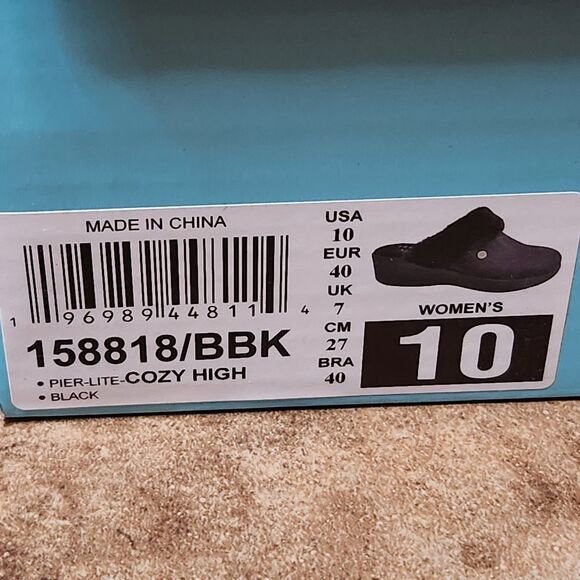 MADE IN CHINA
1 96989 44811 4
158818/BBK
• PIER-LITE-COZY HIGH
• BLACK
USA
10
EUR
40
UK
7
CM
27
BRA
40
WOMEN'S
10